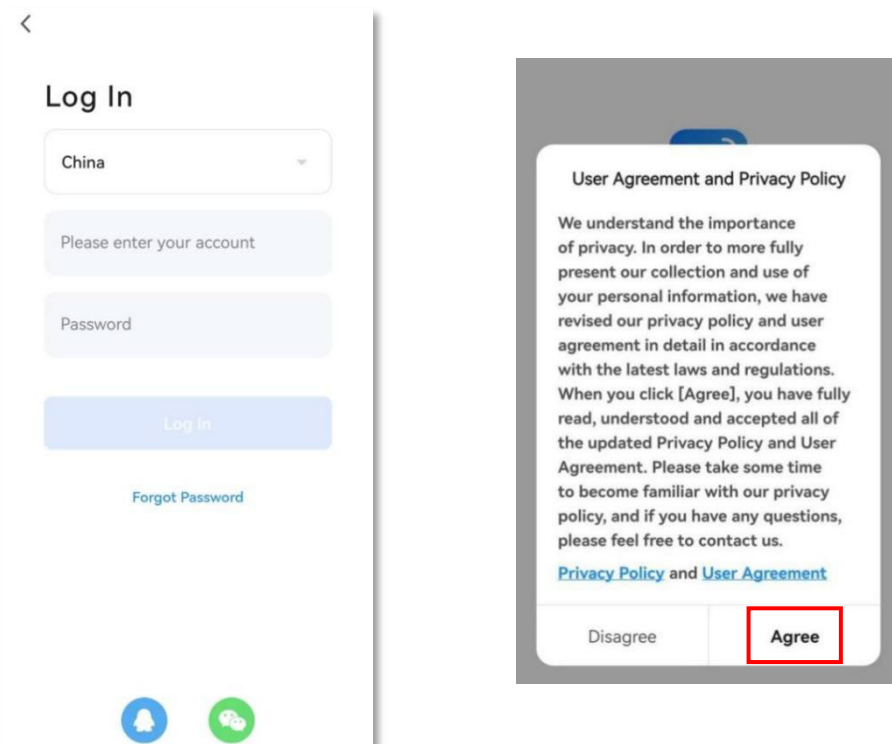 Log In
China
Please enter your account
Password
Log In
Forgot Password
User Agreement and Privacy Policy
We understand the importance
of privacy. In order to more fully
present our collection and use of
your personal information, we have
revised our privacy policy and user
agreement in detail in accordance
with the latest laws and regulations.
When you click [Agree], you have fully
read, understood and accepted all of
the updated Privacy Policy and User
Agreement. Please take some time
to become familiar with our privacy
policy, and if you have any questions,
please feel free to contact us.
Privacy Policy and User Agreement
Disagree
Agree